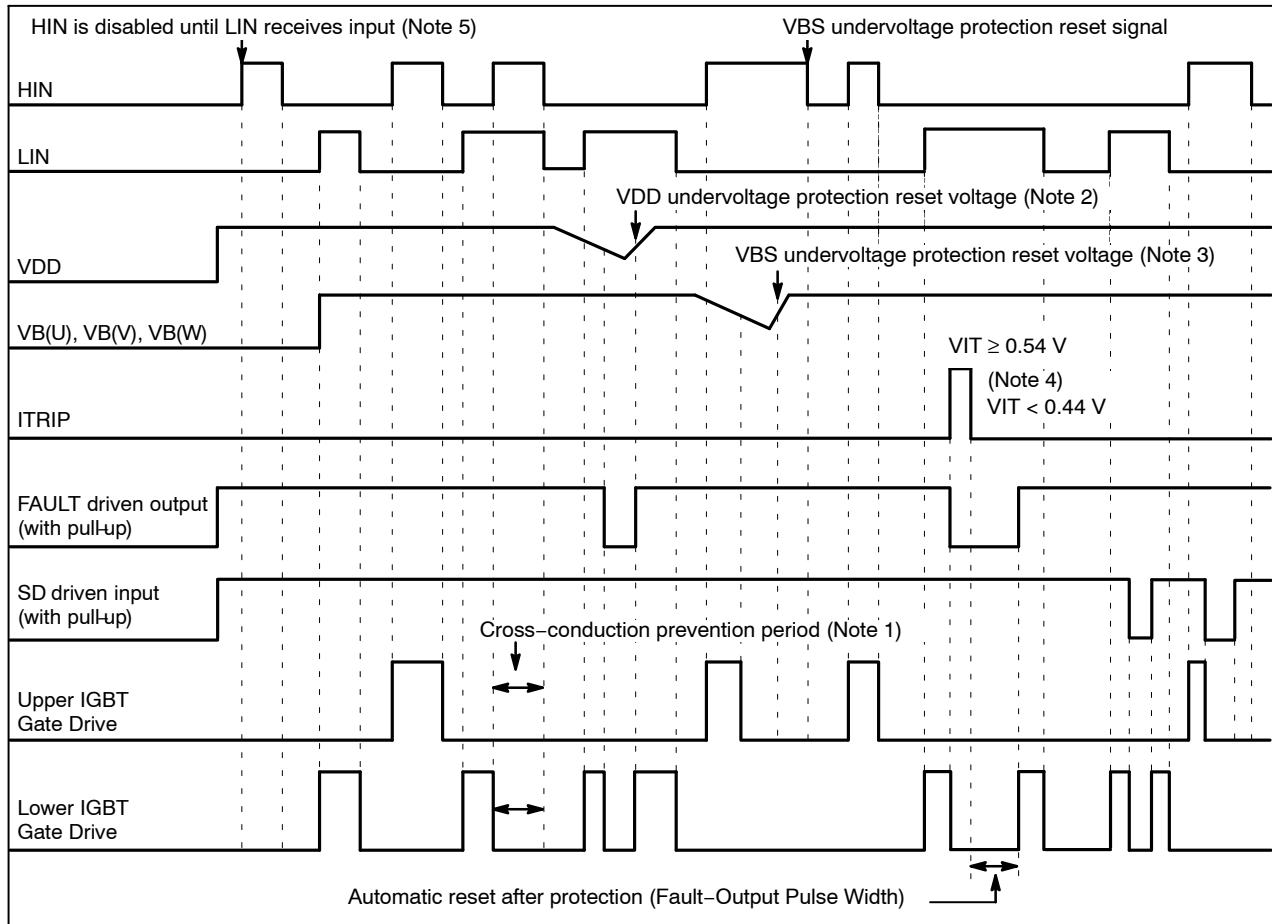 HIN is disabled until LIN receives input (Note 5)
VBS undervoltage protection reset signal
HIN
LIN
VDD undervoltage protection reset voltage (Note 2)
VDD
VBS undervoltage protection reset voltage (Note 3)
VB(U), VB(V), VB(W)
VIT ≥ 0.54 V
(Note 4)
VIT < 0.44 V
ITRIP
FAULT driven output
(with pull-up)
SD driven input
(with pull-up)
Cross-conduction prevention period (Note 1)
Upper IGBT
Gate Drive
Lower IGBT
Gate Drive
Automatic reset after protection (Fault-Output Pulse Width)